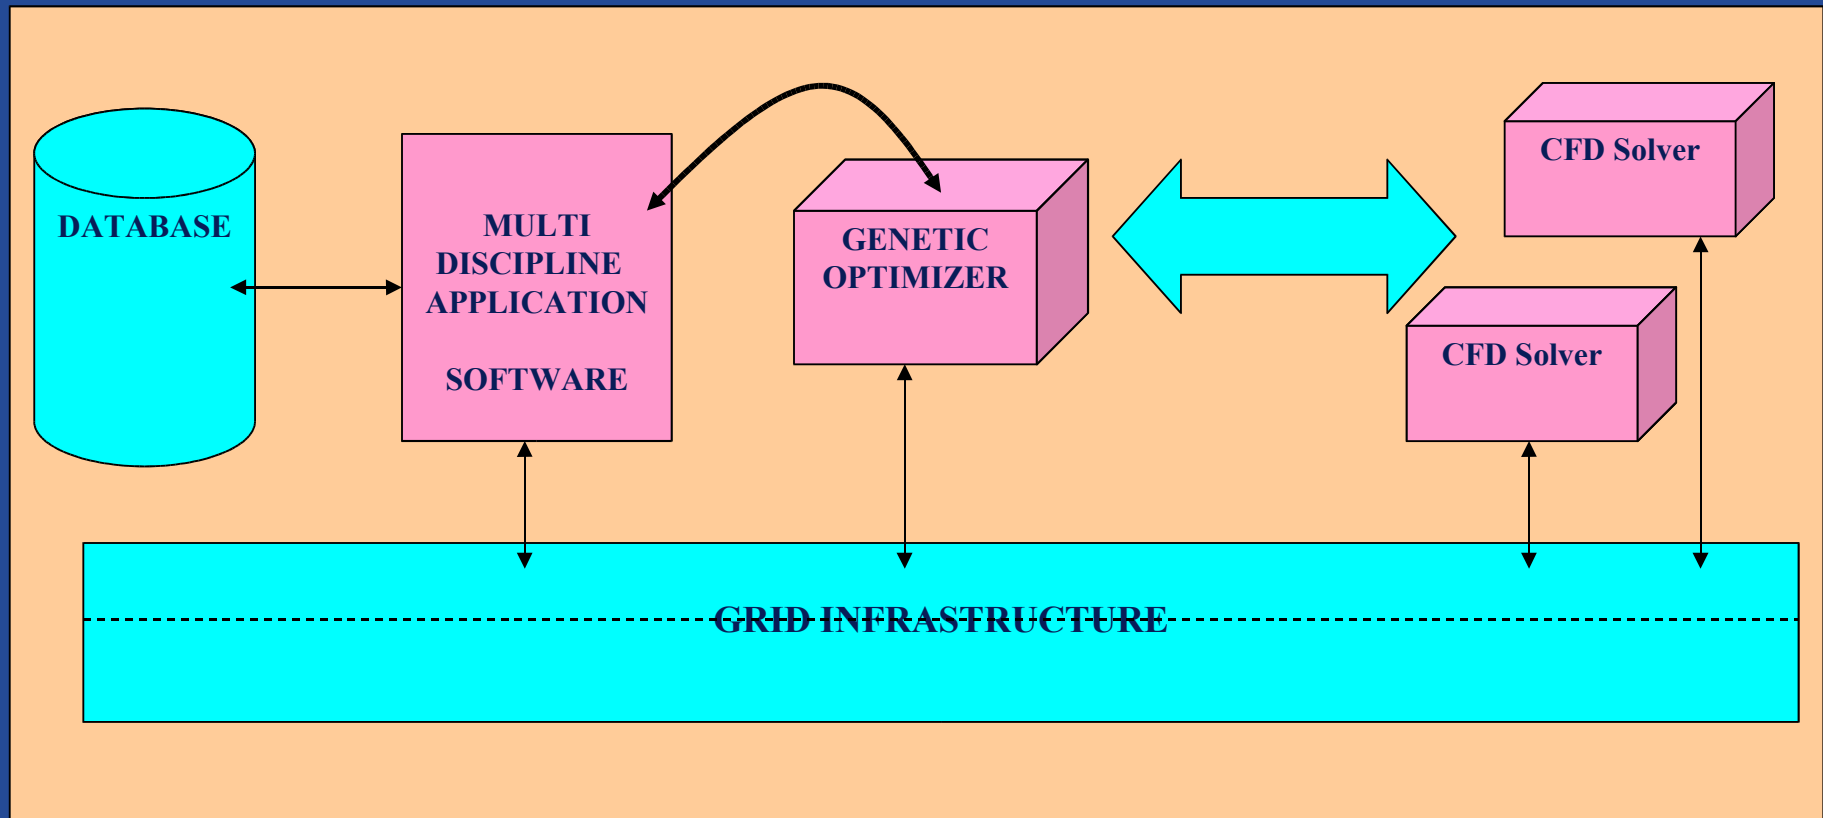 DATABASE
MULTI
DISCIPLINE
APPLICATION
SOFTWARE
GENETIC
OPTIMIZER
CFD Solver
CFD Solver
GRID INFRASTRUCTURE